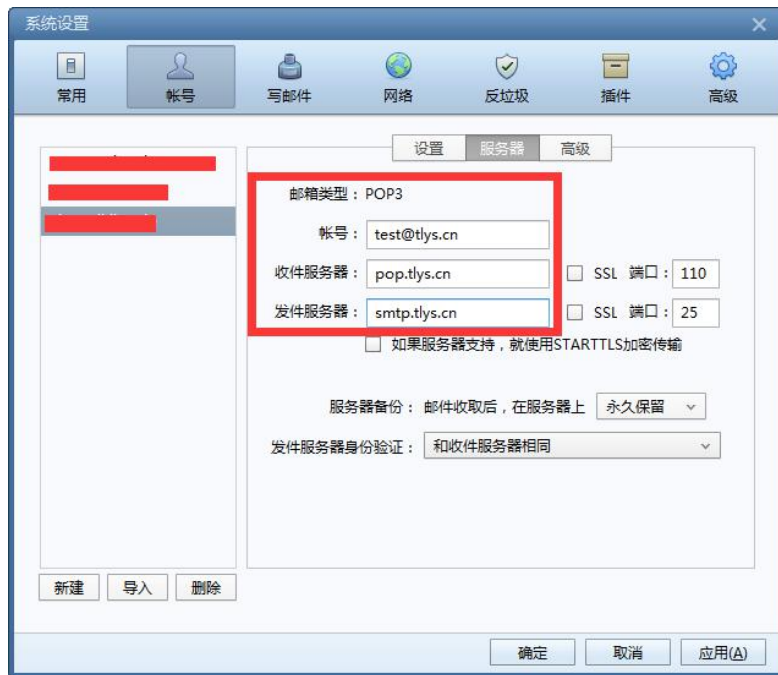 系统设置
常用 帐号 写邮件 网络 反垃圾 插件 高级
设置 服务器 高级
邮箱类型：POP3
帐号：test@tlys.cn
收件服务器：pop.tlys.cn SSL 端口：110
发件服务器：smtp.tlys.cn SSL 端口：25
如果服务器支持，就使用STARTTLS加密传输
服务器备份：邮件收取后，在服务器上 永久保留
发件服务器身份验证：和收件服务器相同
新建 导入 删除
确定 取消 应用(A)